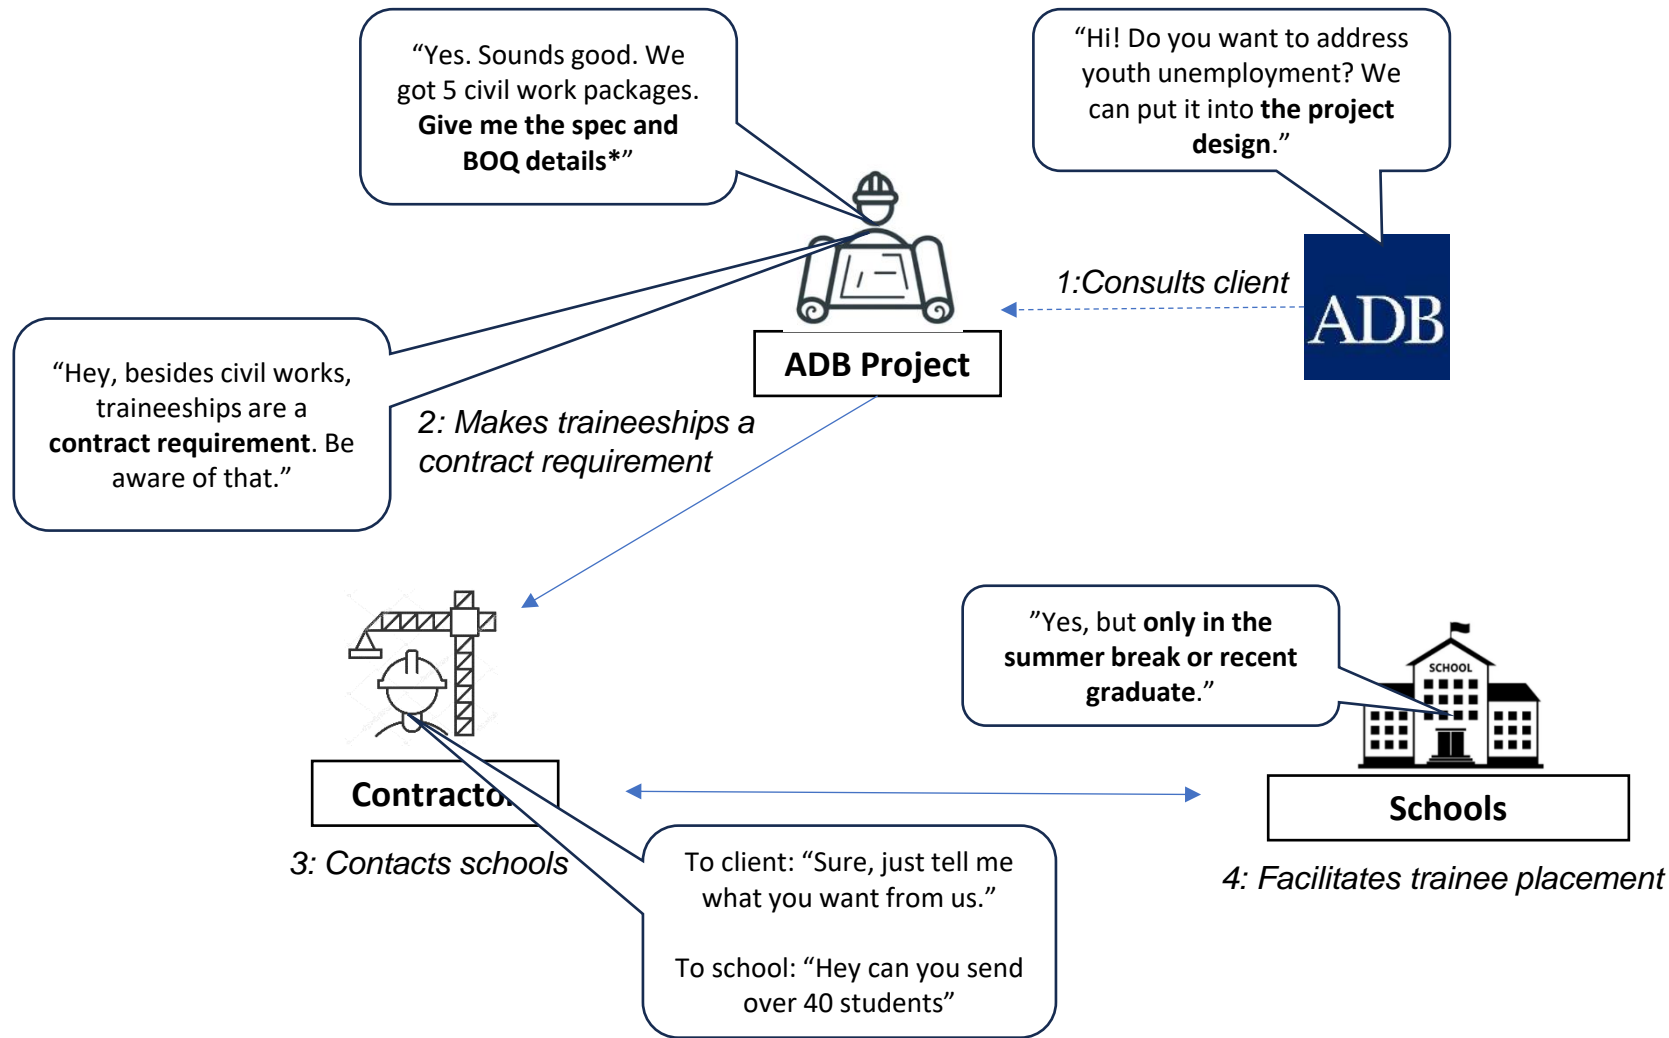 “Yes. Sounds good. We
got 5 civil work packages.
Give me the spec and
BOQ details*”
“Hi! Do you want to address
youth unemployment? We
can put it into the project
design.”
1:Consults client
ADB
ADB Project
“Hey, besides civil works,
traineeships are a
contract requirement. Be
aware of that.”
2: Makes traineeships a
contract requirement
”Yes, but only in the
summer break or recent
graduate.”
SCHOOL
Contractor
Schools
3: Contacts schools
4: Facilitates trainee placement
To client: “Sure, just tell me
what you want from us.”
To school: “Hey can you send
over 40 students”